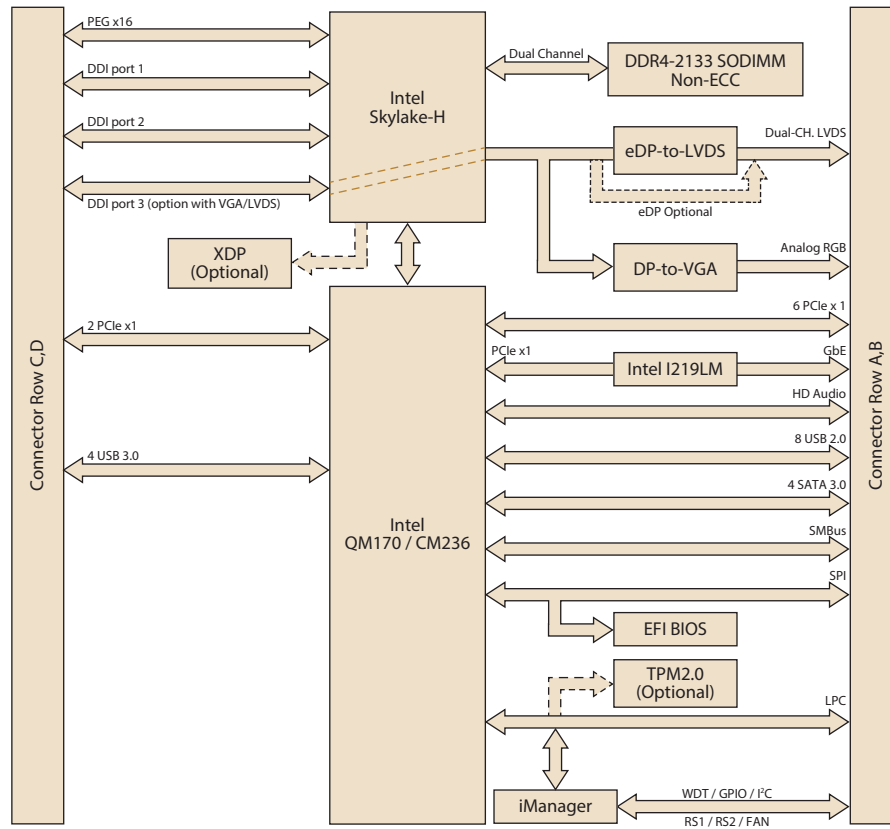 PEG x16
DDI port 1
DDI port 2
DDI port 3 (option with VGA/LVDS)
Intel
Skylake-H
Dual Channel
DDR4-2133 SODIMM
Non-ECC
eDP-to-LVDS
Dual-CH. LVDS
eDP Optional
DP-to-VGA
Analog RGB
XDP
(Optional)
Connector Row C,D
Connector Row A,B
2 PCIe x1
4 USB 3.0
Intel
QM170 / CM236
6 PCIe x 1
PCIe x1
Intel I219LM
GbE
HD Audio
8 USB 2.0
4 SATA 3.0
SMBus
SPI
EFI BIOS
TPM2.0
(Optional)
LPC
iManager
WDT / GPIO / I²C
RS1 / RS2 / FAN